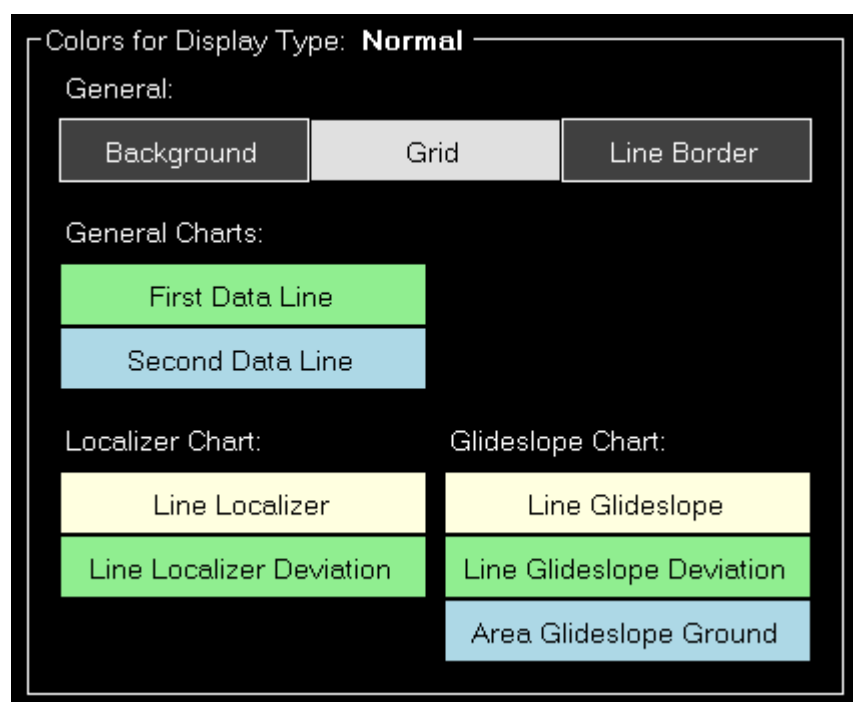 Colors for Display Type: Normal
General:
Background Grid Line Border
General Charts:
First Data Line
Second Data Line
Localizer Chart: Glideslope Chart:
Line Localizer Line Glideslope
Line Localizer Deviation Line Glideslope Deviation
Area Glideslope Ground